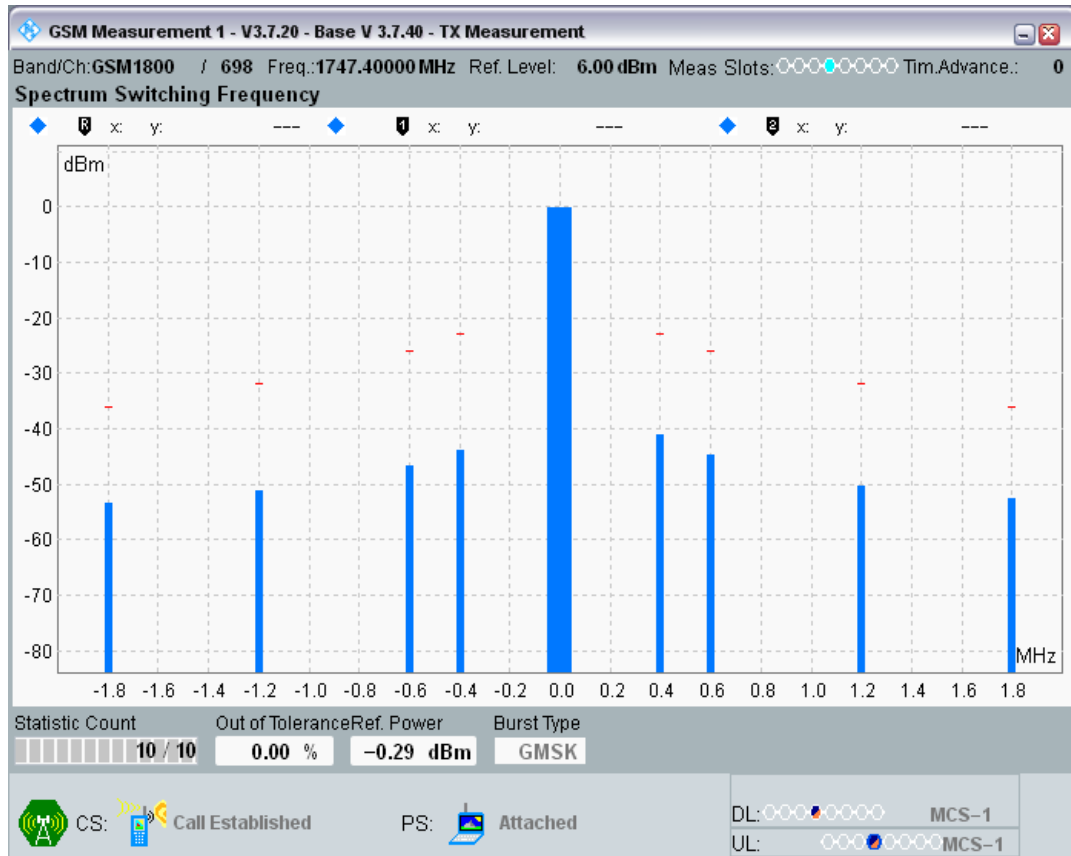 GSM Measurement 1 - V3.7.20 - Base V 3.7.40 - TX Measurement
Band/Ch:GSM1800 / 698 Freq.:1747.40000 MHz Ref. Level: 6.00 dBm Meas Slots: Tim.Advance.: 0
Spectrum Switching Frequency
R x: y: --- 1 x: y: --- 2 x: y: ---
dBm
0
-10
-20
-30
-40
-50
-60
-70
-80
MHz
-1.8 -1.6 -1.4 -1.2 -1.0 -0.8 -0.6 -0.4 -0.2 0.0 0.2 0.4 0.6 0.8 1.0 1.2 1.4 1.6 1.8
Statistic Count Out of Tolerance Ref. Power Burst Type
10 / 10 0.00 % −0.29 dBm GMSK
CS: Call Established PS: Attached
DL: MCS−1
UL: MCS−1